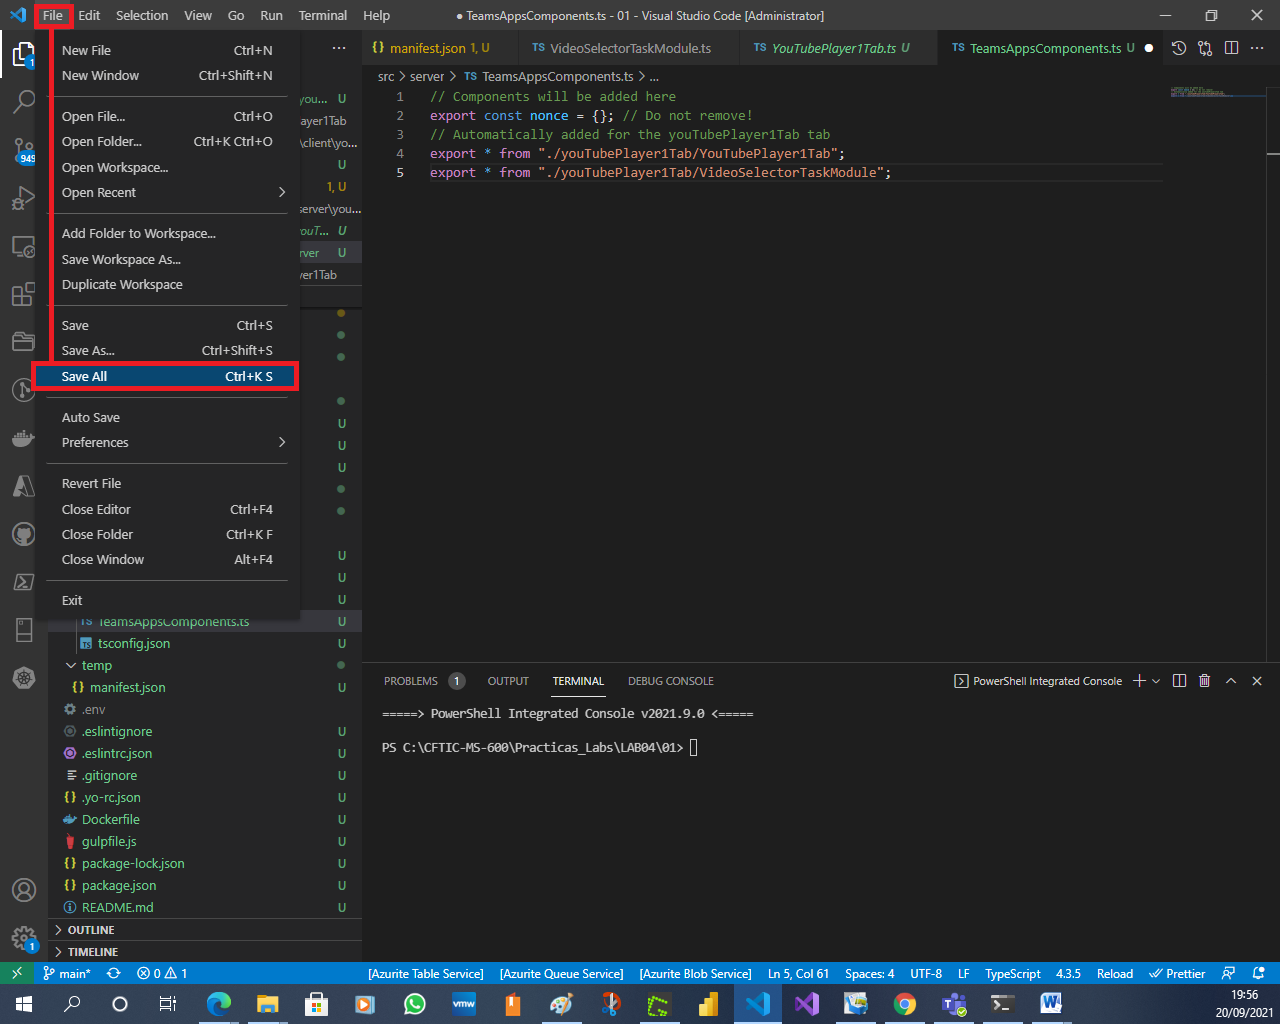 File Edit Selection View Go Run Terminal Help
● TeamsAppsComponents.ts - 01 - Visual Studio Code [Administrator]
New File Ctrl+N
New Window Ctrl+Shift+N
Open File... Ctrl+O
Open Folder... Ctrl+K Ctrl+O
Open Workspace...
Open Recent
Add Folder to Workspace...
Save Workspace As...
Duplicate Workspace
Save Ctrl+S
Save As... Ctrl+Shift+S
Save All Ctrl+K S
Auto Save
Preferences
Revert File
Close Editor Ctrl+F4
Close Folder Ctrl+K F
Close Window Alt+F4
Exit
1
949
you... U
ayer1Tab
\client\you...
U
1, U
server\you...
ouT... U
rver U
ver1Tab
U
U
U
U
U
U
TS TeamsAppsComponents.ts U
TS tsconfig.json U
temp
{} manifest.json U
.env
.eslintignore U
.eslintrc.json U
.gitignore U
{} .yo-rc.json U
Dockerfile U
gulpfile.js U
{} package-lock.json U
{} package.json U
README.md U
OUTLINE
TIMELINE
1
{} manifest.json 1, U
TS VideoSelectorTaskModule.ts
TS YouTubePlayer1Tab.ts U
TS TeamsAppsComponents.ts U ●
src > server > TS TeamsAppsComponents.ts > ...
1 // Components will be added here
2 export const nonce = {}; // Do not remove!
3 // Automatically added for the youTubePlayer1Tab tab
4 export * from "./youTubePlayer1Tab/YouTubePlayer1Tab";
5 export * from "./youTubePlayer1Tab/VideoSelectorTaskModule";
PROBLEMS 1 OUTPUT TERMINAL DEBUG CONSOLE
PowerShell Integrated Console
=====> PowerShell Integrated Console v2021.9.0 <=====
PS C:\CFTIC-MS-600\Practicas_Labs\LAB04\01>
main* 0 1 [Azurite Table Service] [Azurite Queue Service] [Azurite Blob Service] Ln 5, Col 61 Spaces: 4 UTF-8 LF TypeScript 4.3.5 Reload Prettier
vmw
19:56
20/09/2021